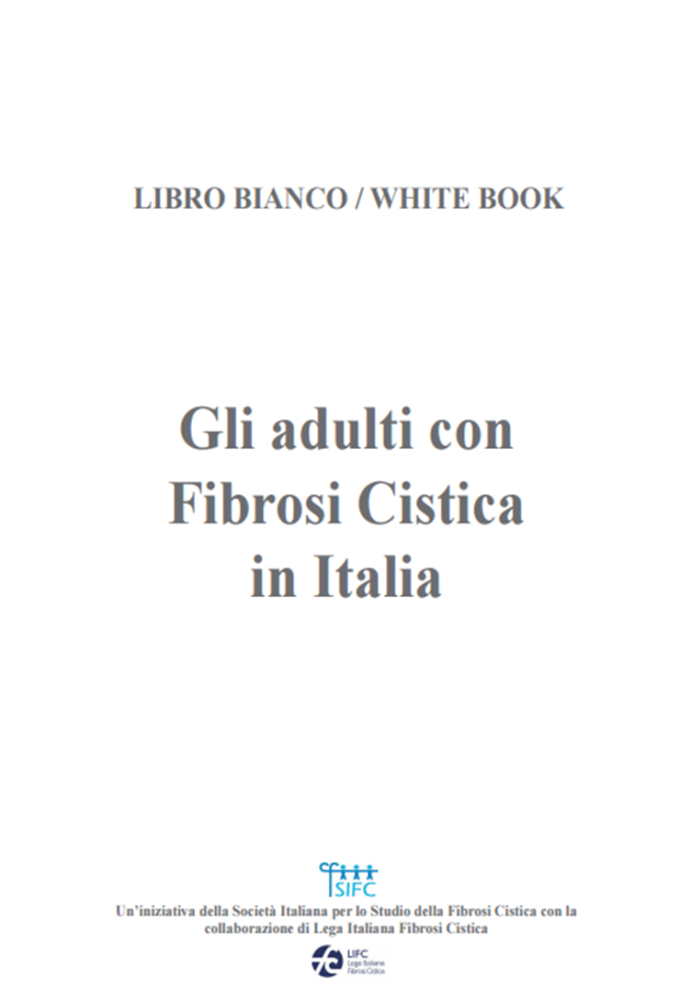 LIBRO BIANCO / WHITE BOOK
Gli adulti con
Fibrosi Cistica
in Italia
SIFC
Un'iniziativa della Società Italiana per lo Studio della Fibrosi Cistica con la
collaborazione di Lega Italiana Fibrosi Cistica
fc
LIFC
Lega Italiana
Fibrosi Cistica